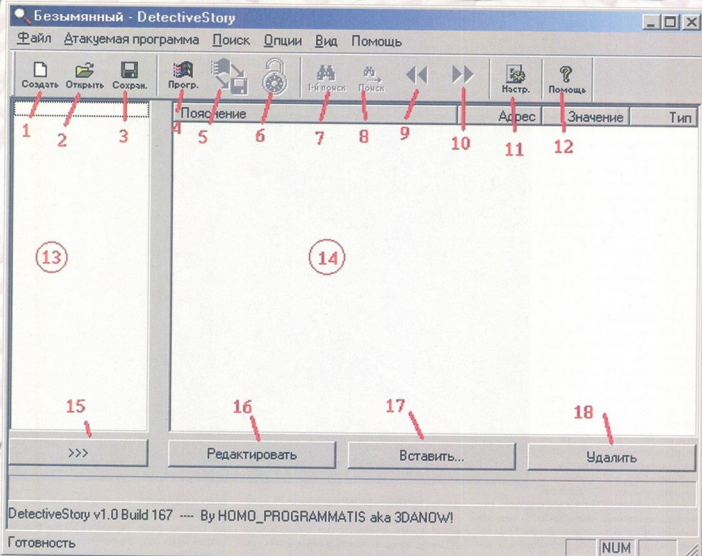 Безымянный - DetectiveStory
Файл Атакуемая программа Поиск Опции Вид Помощь
Создать Открыть Сохран. Прогр. 1-й поиск Поиск Настр. Помощь
Пояснение Адрес Значение Тип
1 2 3 4 5 6 7 8 9 10 11 12
13 14
15 16 17 18
>>> Редактировать Вставить... Удалить
DetectiveStory v1.0 Build 167 ---- By HOMO_PROGRAMMATIS aka 3DANOW!
Готовность NUM